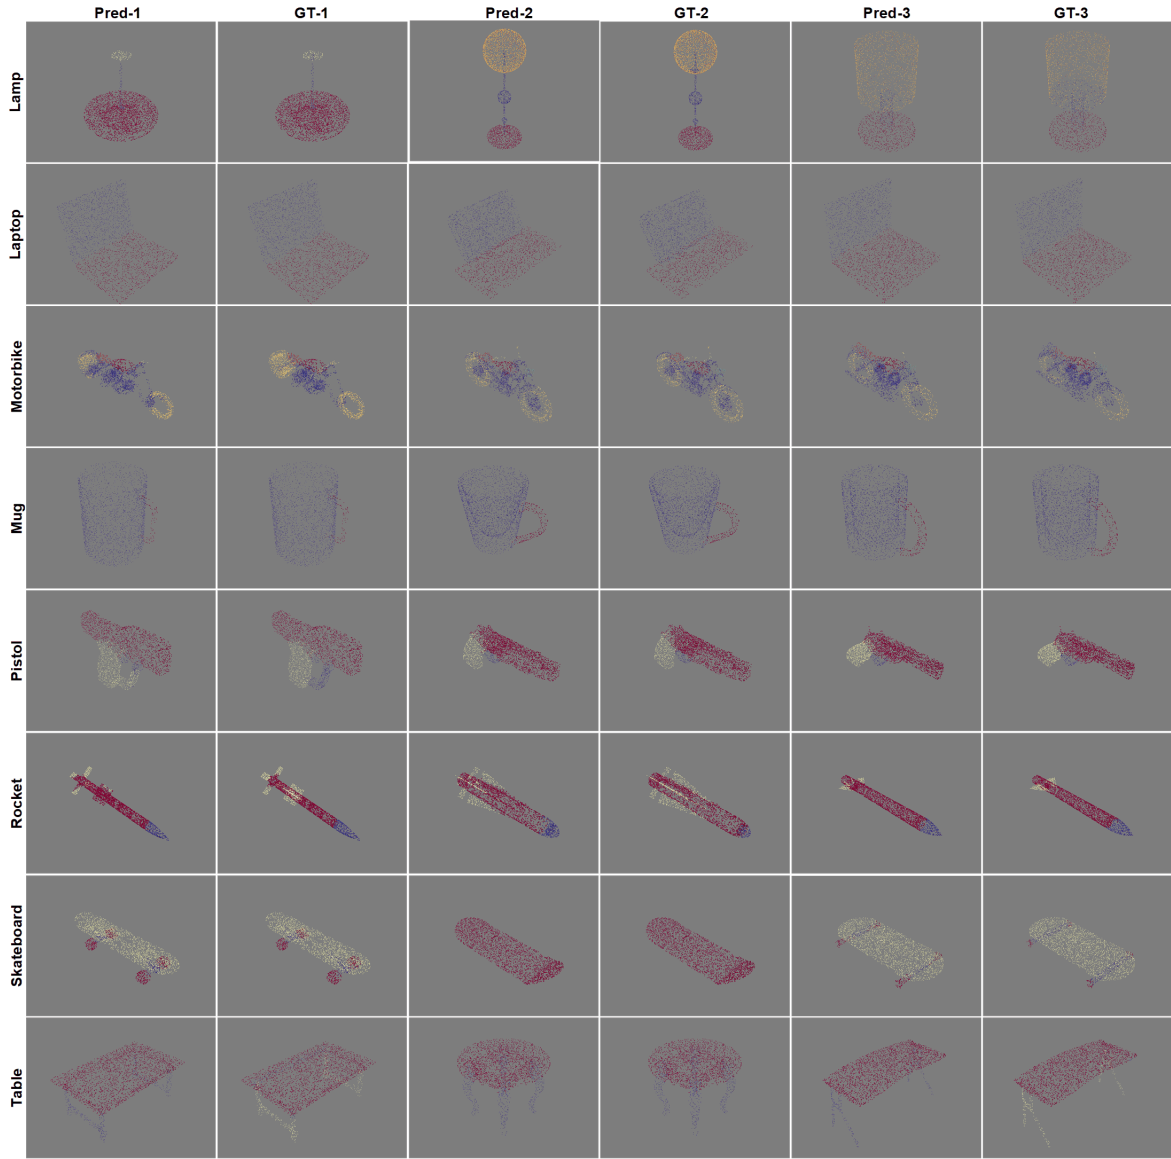 Pred-1 GT-1 Pred-2 GT-2 Pred-3 GT-3
Lamp
Laptop
Motorbike
Mug
Pistol
Rocket
Skateboard
Table